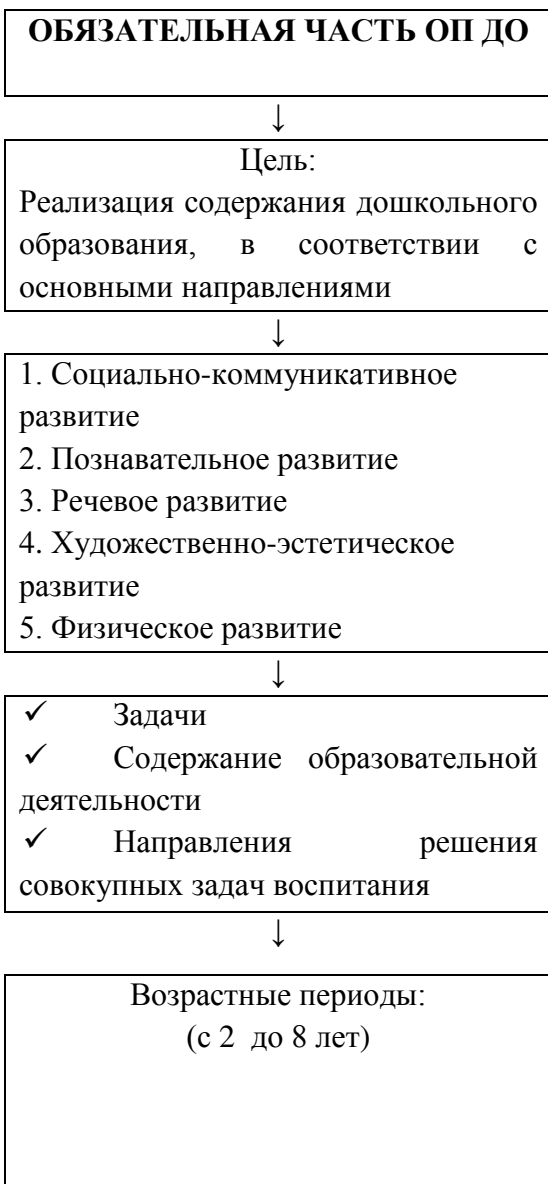 ОБЯЗАТЕЛЬНАЯ ЧАСТЬ ОП ДО
↓
Цель:
Реализация содержания дошкольного
образования, в соответствии с
основными направлениями
↓
1. Социально-коммуникативное
развитие
2. Познавательное развитие
3. Речевое развитие
4. Художественно-эстетическое
развитие
5. Физическое развитие
↓
✓ Задачи
✓ Содержание образовательной
деятельности
✓ Направления решения
совокупных задач воспитания
↓
Возрастные периоды:
(с 2 до 8 лет)